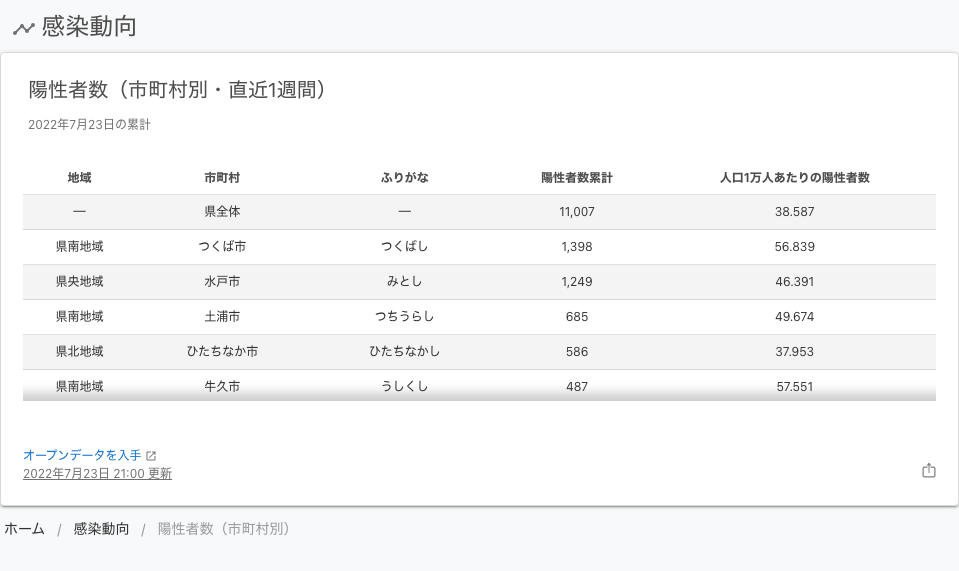 感染動向
陽性者数（市町村別・直近1週間）
2022年7月23日の累計
地域 市町村 ふりがな 陽性者数累計 人口1万人あたりの陽性者数
― 県全体 ― 11,007 38.587
県南地域 つくば市 つくばし 1,398 56.839
県央地域 水戸市 みとし 1,249 46.391
県南地域 土浦市 つちうらし 685 49.674
県北地域 ひたちなか市 ひたちなかし 586 37.953
県南地域 牛久市 うしくし 487 57.551
オープンデータを入手
2022年7月23日 21:00 更新
ホーム / 感染動向 / 陽性者数（市町村別）